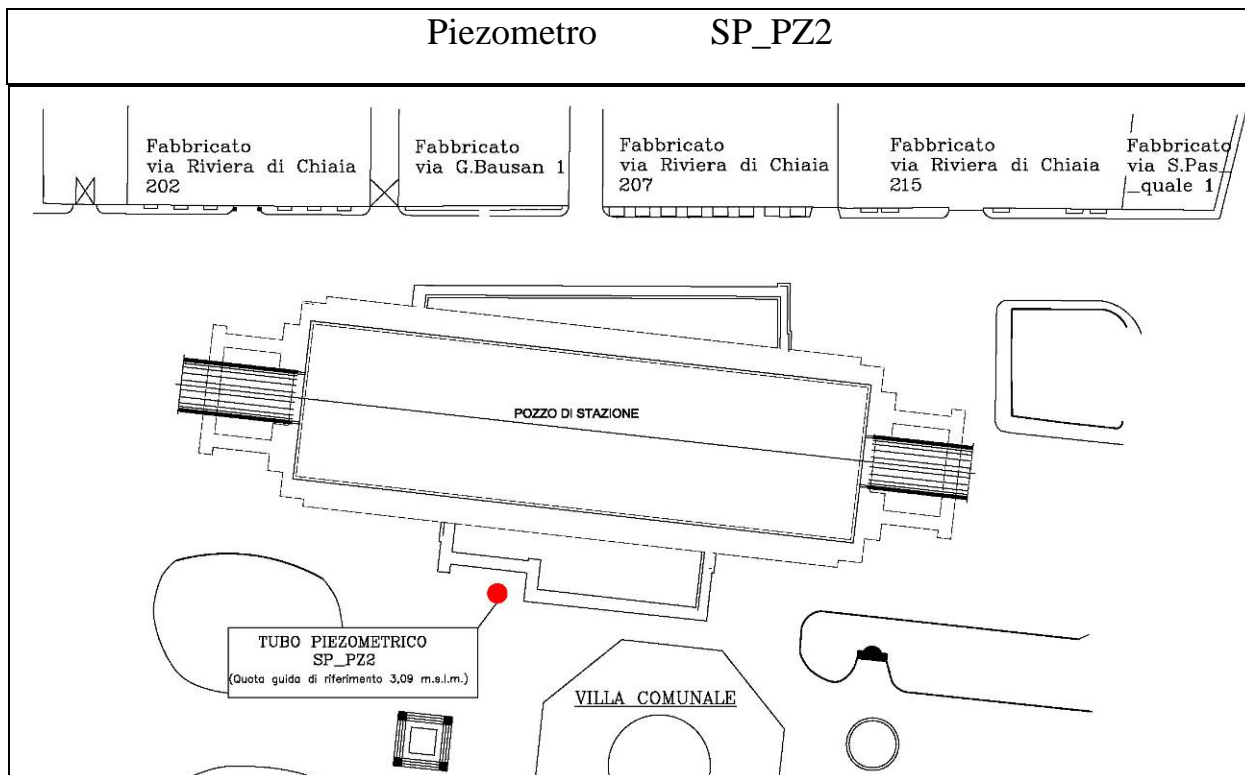 Piezometro SP_PZ2
Fabbricato
via Riviera di Chiaia
202
Fabbricato
via G.Bausan 1
Fabbricato
via Riviera di Chiaia
207
Fabbricato
via Riviera di Chiaia
215
Fabbricato
via S.Pas_
_quale 1
POZZO DI STAZIONE
TUBO PIEZOMETRICO
SP_PZ2
(Quota guida di riferimento 3,09 m.s.l.m.)
VILLA COMUNALE